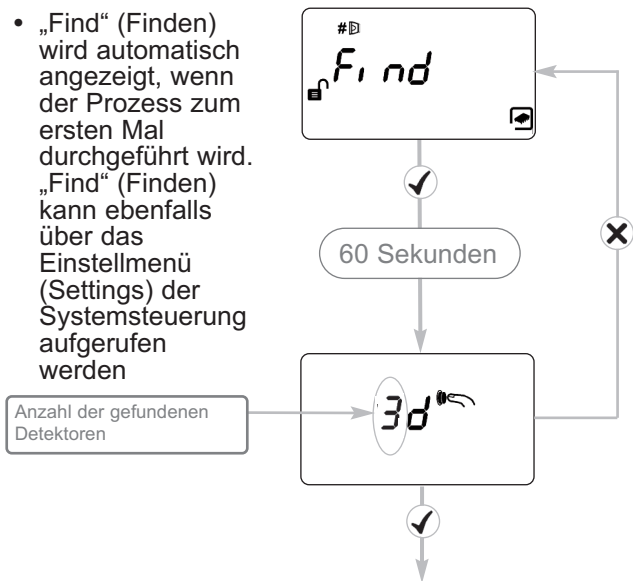 • „Find“ (Finden)
wird automatisch
angezeigt, wenn
der Prozess zum
ersten Mal
durchgeführt wird.
„Find“ (Finden)
kann ebenfalls
über das
Einstellmenü
(Settings) der
Systemsteuerung
aufgerufen
werden
#
Find
60 Sekunden
Anzahl der gefundenen
Detektoren
3d